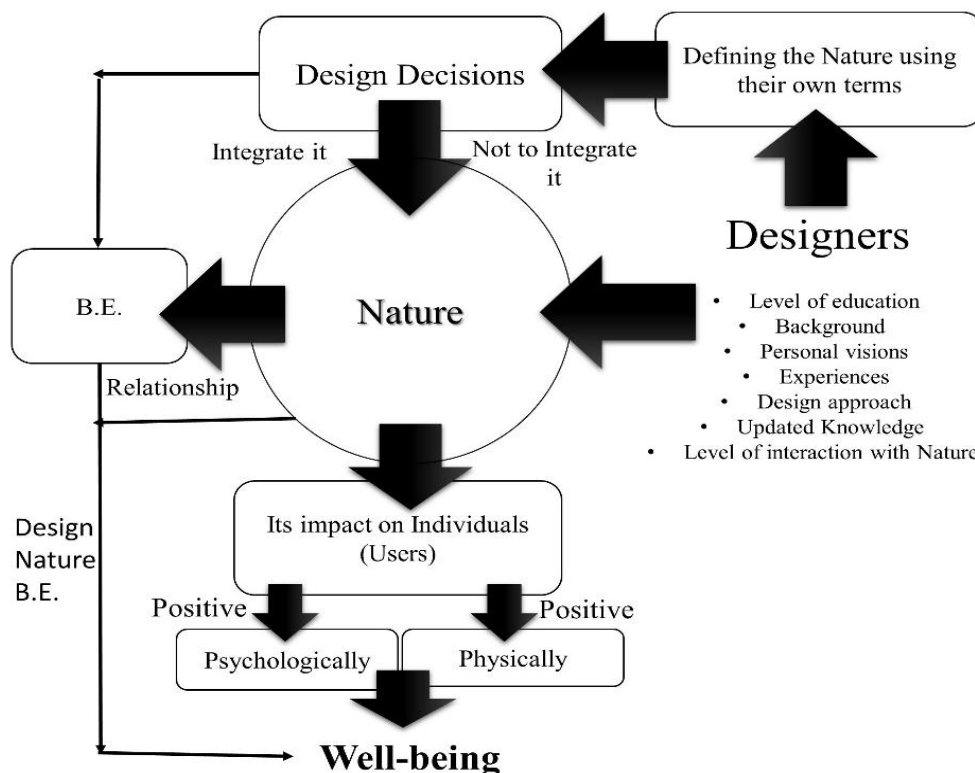 Design Decisions
Defining the Nature using
their own terms
Integrate it
Not to Integrate
it
Designers
B.E.
Nature
• Level of education
• Background
• Personal visions
• Experiences
• Design approach
• Updated Knowledge
• Level of interaction with Nature
Relationship
Its impact on Individuals
(Users)
Design
Nature
B.E.
Positive
Positive
Psychologically
Physically
Well-being